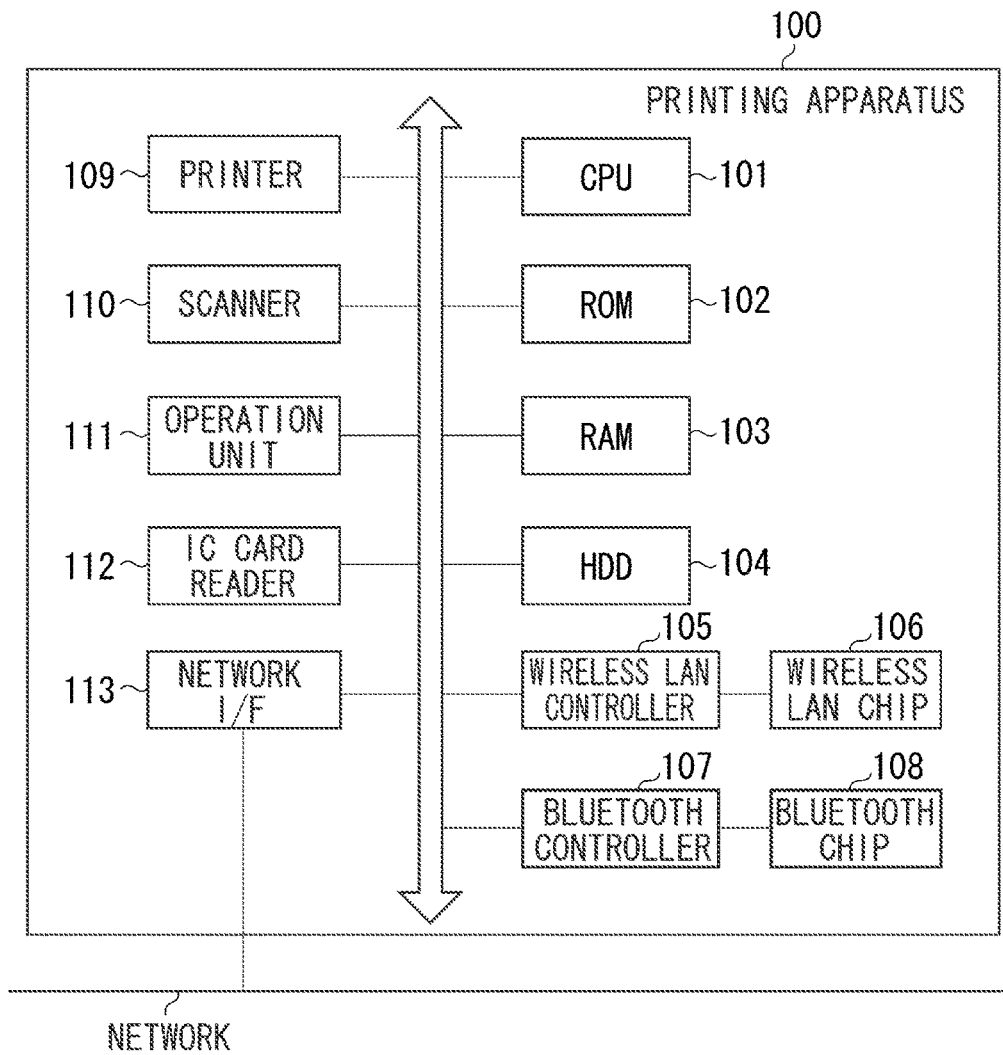 100
PRINTING APPARATUS
109
PRINTER
CPU
101
110
SCANNER
ROM
102
111
OPERATION
UNIT
RAM
103
112
IC CARD
READER
HDD
104
113
NETWORK
I/F
105
WIRELESS LAN
CONTROLLER
106
WIRELESS
LAN CHIP
107
BLUETOOTH
CONTROLLER
108
BLUETOOTH
CHIP
NETWORK